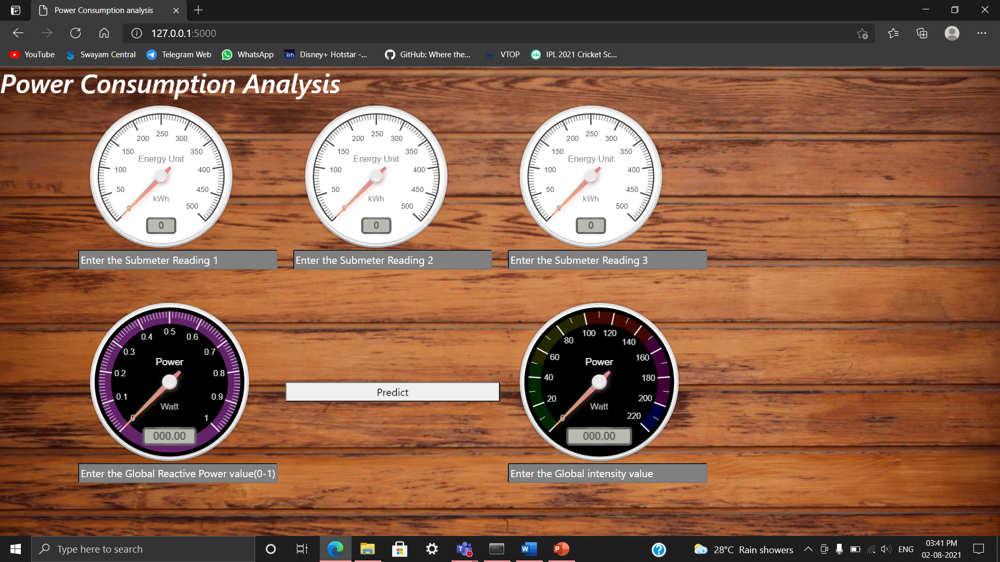 Power Consumption analysis
127.0.0.1:5000
YouTube
Swayam Central
Telegram Web
WhatsApp
Disney+ Hotstar -...
GitHub: Where the...
VTOP
IPL 2021 Cricket Sc...
Power Consumption Analysis
0 50 100 150 200 250 300 350 400 450 500
Energy Unit
kWh
0
0 50 100 150 200 250 300 350 400 450 500
Energy Unit
kWh
0
0 50 100 150 200 250 300 350 400 450 500
Energy Unit
kWh
0
Enter the Submeter Reading 1
Enter the Submeter Reading 2
Enter the Submeter Reading 3
0 0.1 0.2 0.3 0.4 0.5 0.6 0.7 0.8 0.9 1
Power
Watt
000.00
Predict
0 20 40 60 80 100 120 140 160 180 200 220
Power
Watt
000.00
Enter the Global Reactive Power value(0-1)
Enter the Global intensity value
Type here to search
28°C Rain showers
ENG
03:41 PM
02-08-2021